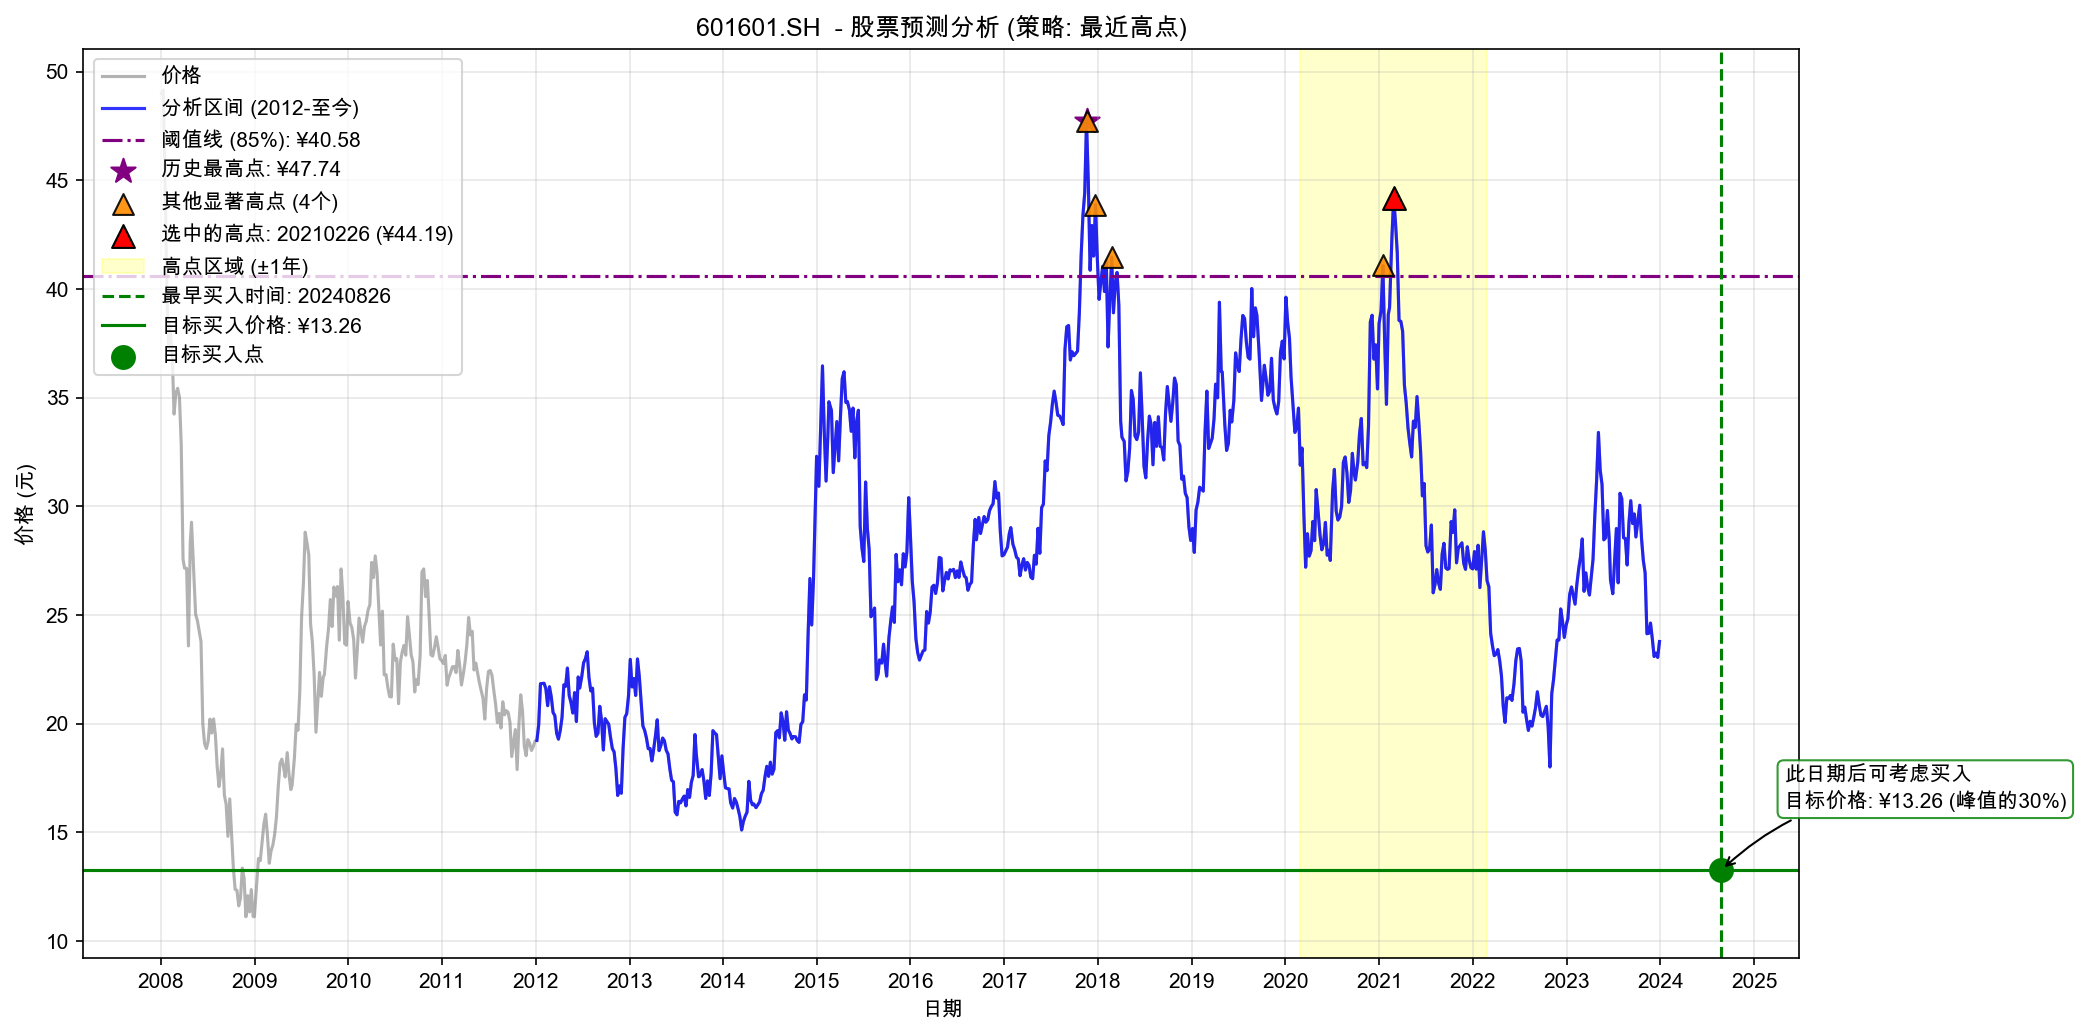 601601.SH - 股票预测分析 (策略: 最近高点)
价格
分析区间 (2012-至今)
阈值线 (85%): ¥40.58
历史最高点: ¥47.74
其他显著高点 (4个)
选中的高点: 20210226 (¥44.19)
高点区域 (±1年)
最早买入时间: 20240826
目标买入价格: ¥13.26
目标买入点
50
45
40
35
30
25
20
15
10
价格 (元)
此日期后可考虑买入
目标价格: ¥13.26 (峰值的30%)
2008 2009 2010 2011 2012 2013 2014 2015 2016 2017 2018 2019 2020 2021 2022 2023 2024 2025
日期